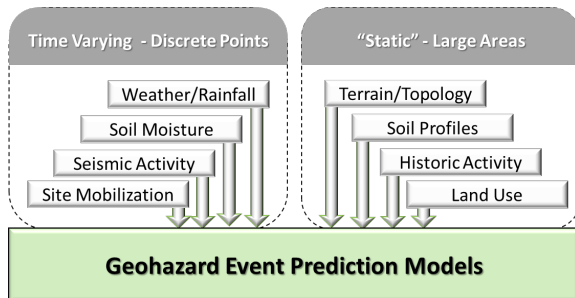 Time Varying - Discrete Points
Weather/Rainfall
Soil Moisture
Seismic Activity
Site Mobilization
“Static” - Large Areas
Terrain/Topology
Soil Profiles
Historic Activity
Land Use
Geohazard Event Prediction Models